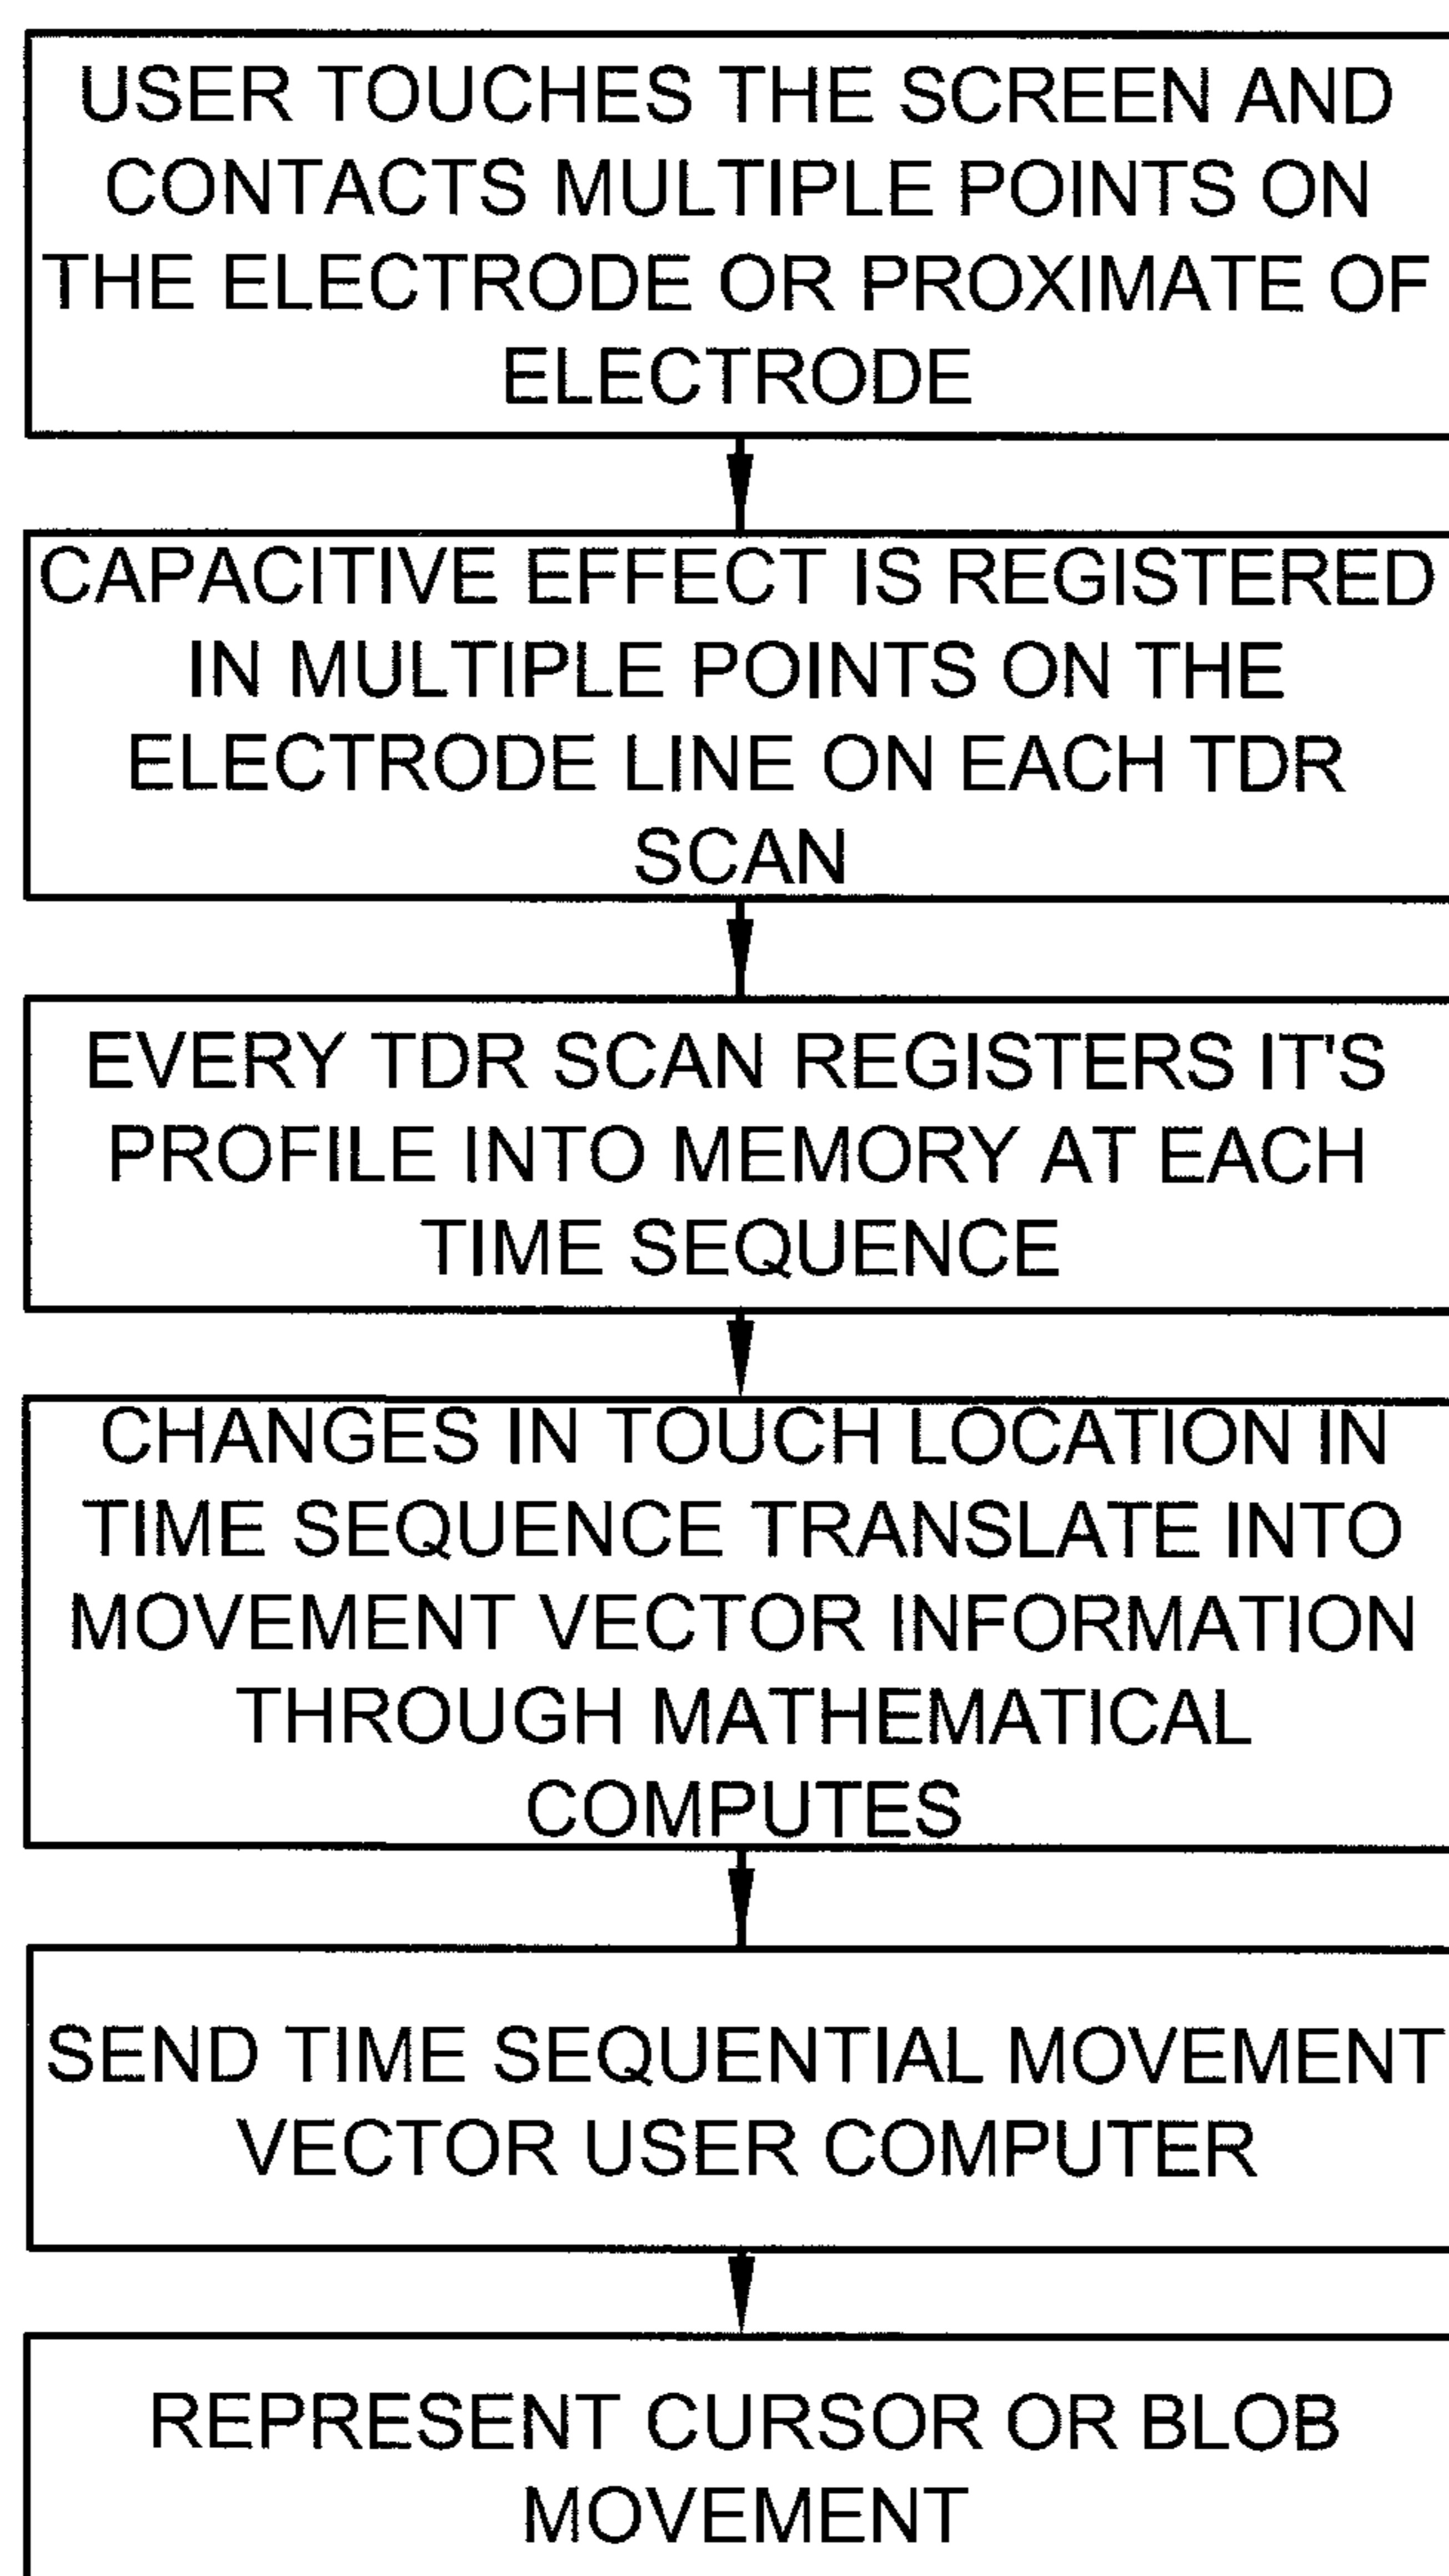 USER TOUCHES THE SCREEN AND
CONTACTS MULTIPLE POINTS ON
THE ELECTRODE OR PROXIMATE OF
ELECTRODE
CAPACITIVE EFFECT IS REGISTERED
IN MULTIPLE POINTS ON THE
ELECTRODE LINE ON EACH TDR
SCAN
EVERY TDR SCAN REGISTERS IT'S
PROFILE INTO MEMORY AT EACH
TIME SEQUENCE
CHANGES IN TOUCH LOCATION IN
TIME SEQUENCE TRANSLATE INTO
MOVEMENT VECTOR INFORMATION
THROUGH MATHEMATICAL
COMPUTES
SEND TIME SEQUENTIAL MOVEMENT
VECTOR USER COMPUTER
REPRESENT CURSOR OR BLOB
MOVEMENT